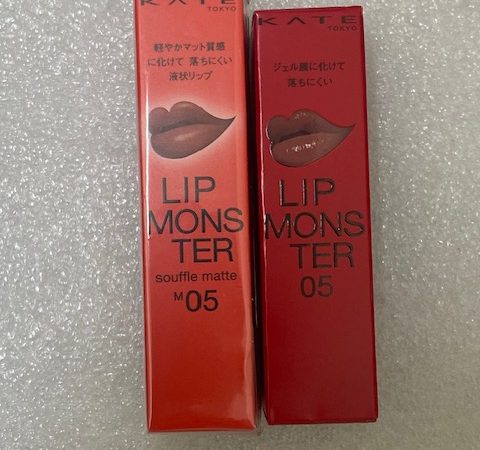 KATE
TOKYO
軽やかマット質感
に化けて 落ちにくい
液状リップ
LIP
MONS
TER
souffle matte
M05
KATE
TOKYO
ジェル膜に化けて
落ちにくい
LIP
MONS
TER
05